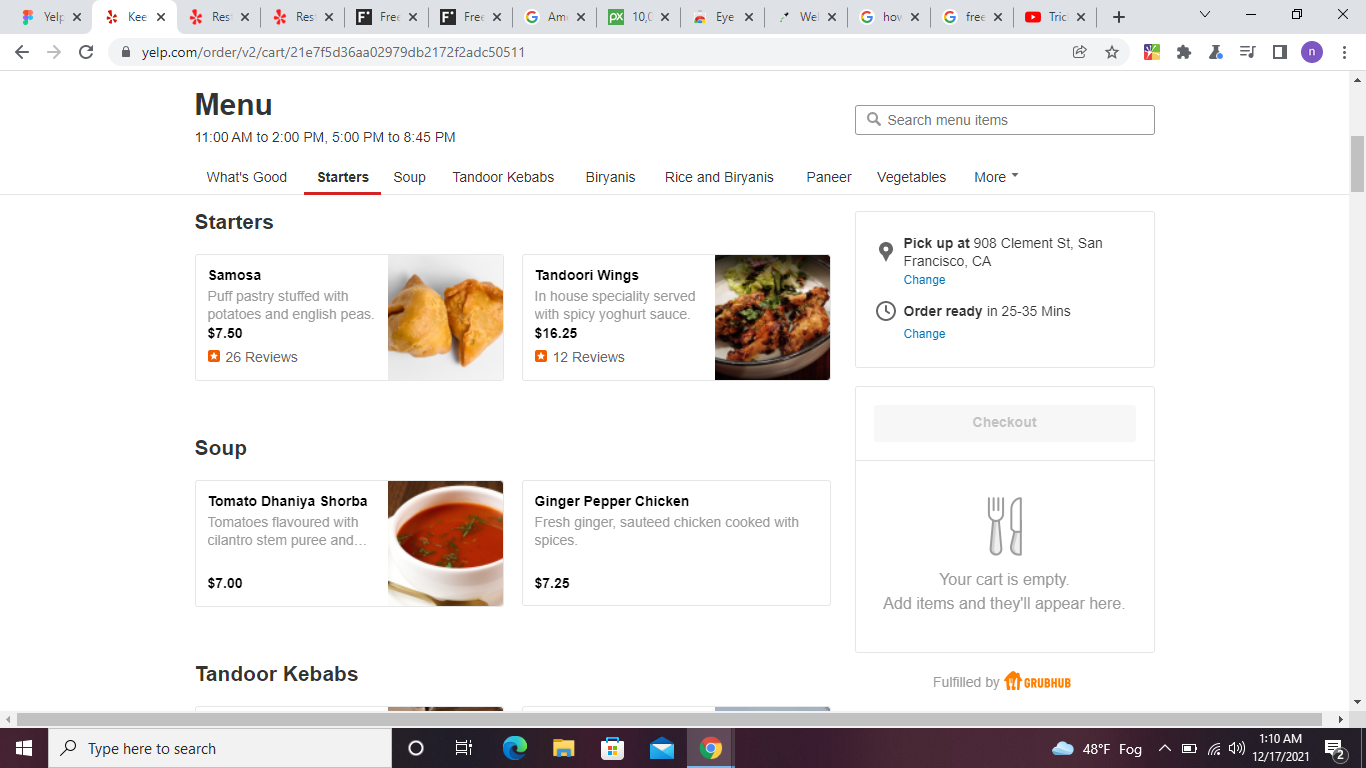 Yelp
Kee
Rest
Rest
Free
Free
Ame
10,0
Eye
Wel
how
free
Tric
yelp.com/order/v2/cart/21e7f5d36aa02979db2172f2adc50511
n
Menu
11:00 AM to 2:00 PM, 5:00 PM to 8:45 PM
Search menu items
What's Good Starters Soup Tandoor Kebabs Biryanis Rice and Biryanis Paneer Vegetables More
Starters
Samosa
Puff pastry stuffed with
potatoes and english peas.
$7.50
26 Reviews
Tandoori Wings
In house speciality served
with spicy yoghurt sauce.
$16.25
12 Reviews
Soup
Tomato Dhaniya Shorba
Tomatoes flavoured with
cilantro stem puree and…
$7.00
Ginger Pepper Chicken
Fresh ginger, sauteed chicken cooked with
spices.
$7.25
Tandoor Kebabs
Pick up at 908 Clement St, San
Francisco, CA
Change
Order ready in 25-35 Mins
Change
Checkout
Your cart is empty.
Add items and they'll appear here.
Fulfilled by GRUBHUB
Type here to search
48°F Fog
1:10 AM
12/17/2021
2